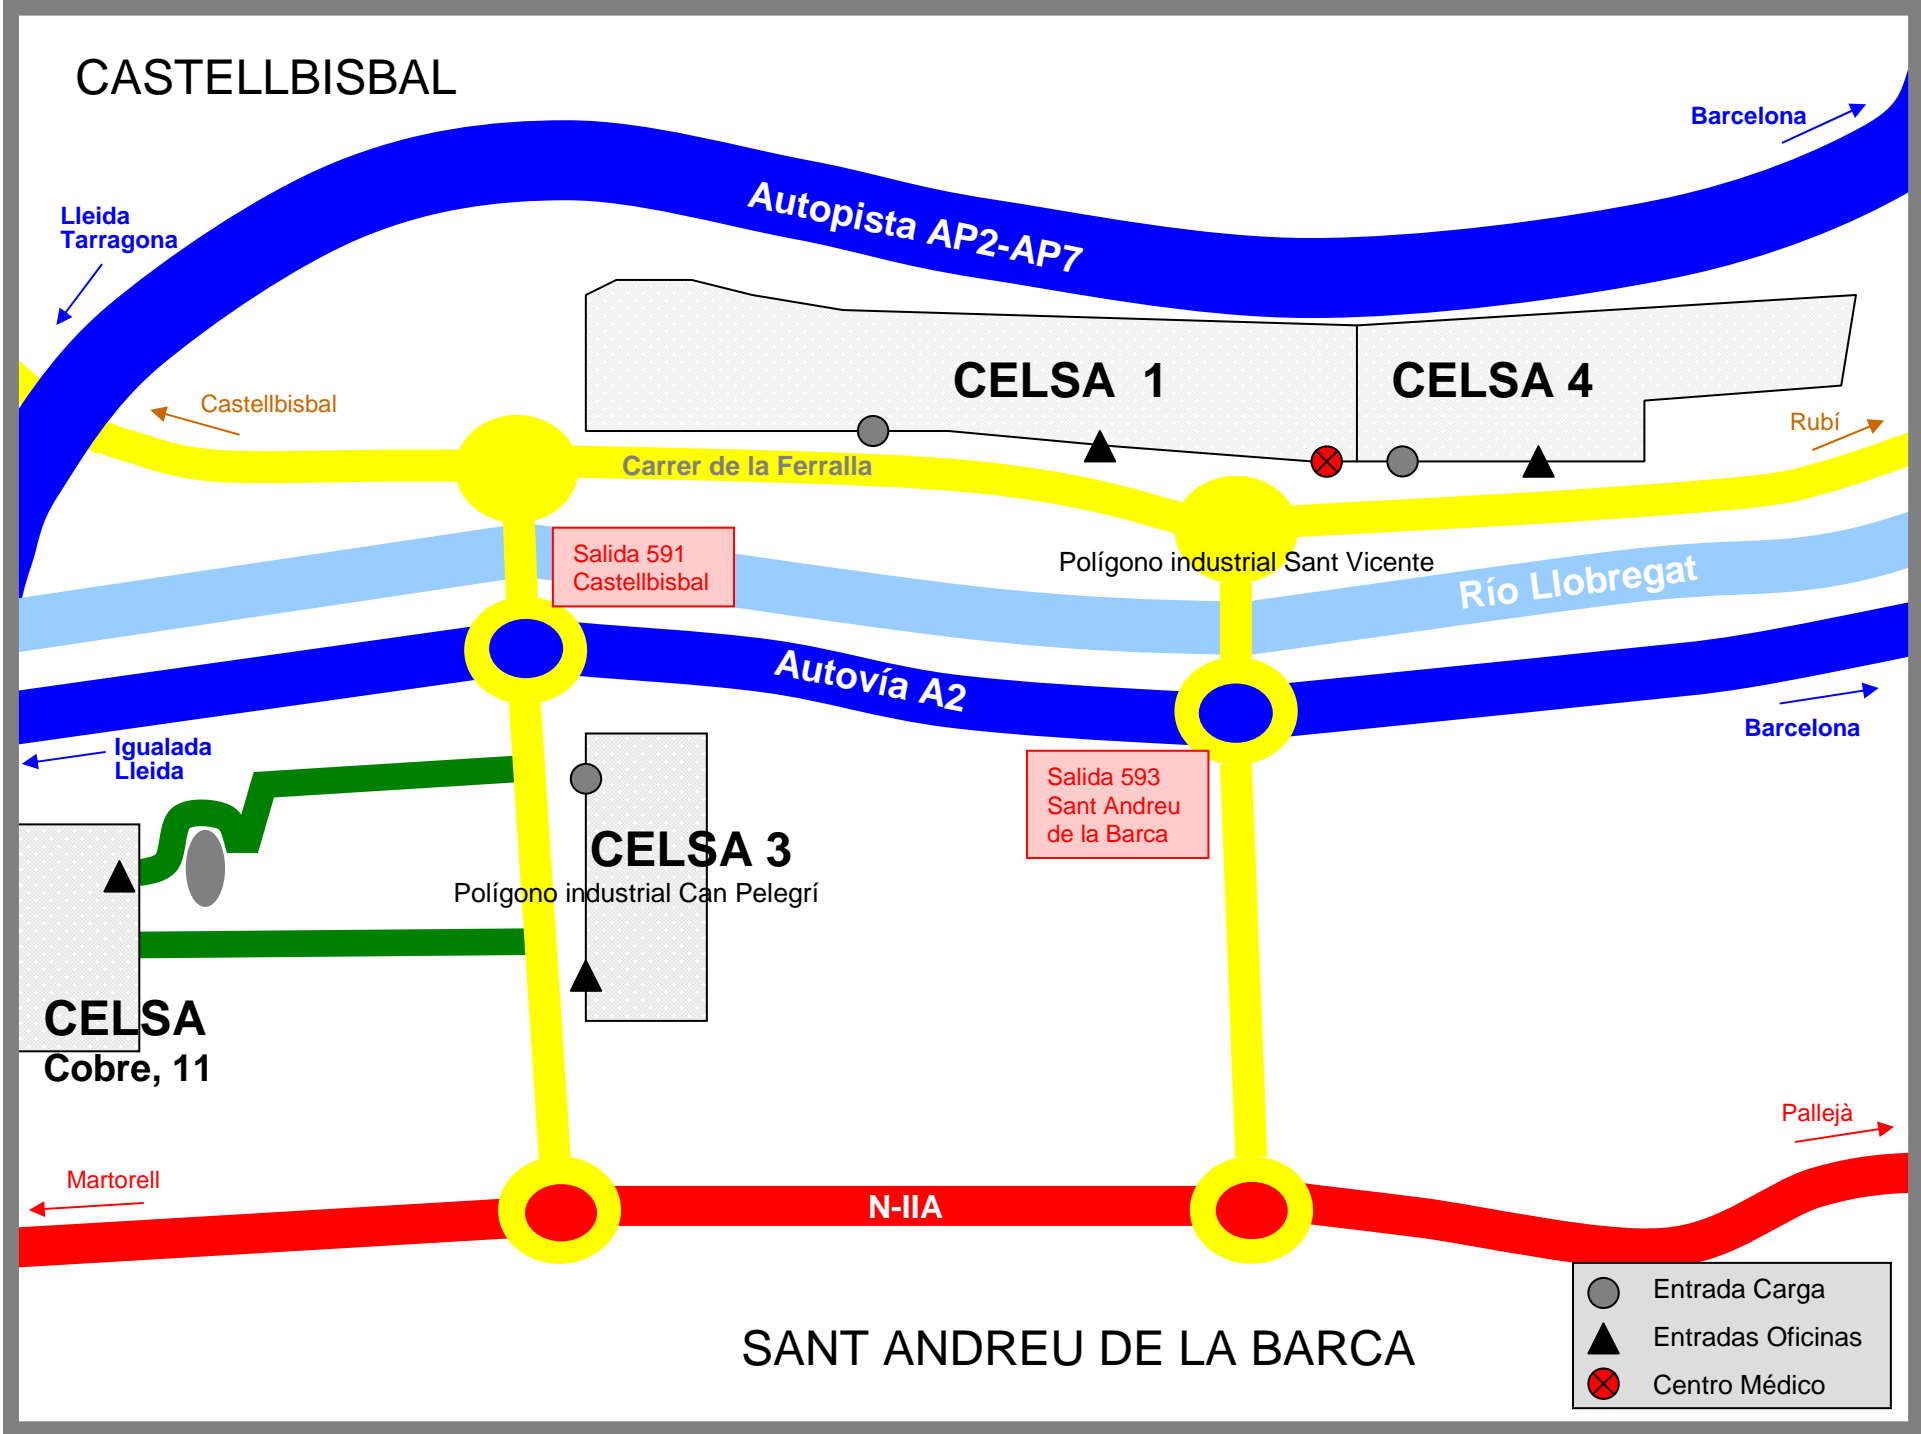 CASTELLBISBAL
Barcelona
Autopista AP2-AP7
Lleida
Tarragona
CELSA 1
CELSA 4
Castellbisbal
Rubí
Carrer de la Ferralla
Salida 591
Castellbisbal
Polígono industrial Sant Vicente
Río Llobregat
Autovía A2
Igualada
Lleida
Barcelona
Salida 593
Sant Andreu
de la Barca
CELSA 3
Polígono industrial Can Pelegrí
CELSA
Cobre, 11
Pallejà
Martorell
N-IIA
Entrada Carga
Entradas Oficinas
Centro Médico
SANT ANDREU DE LA BARCA